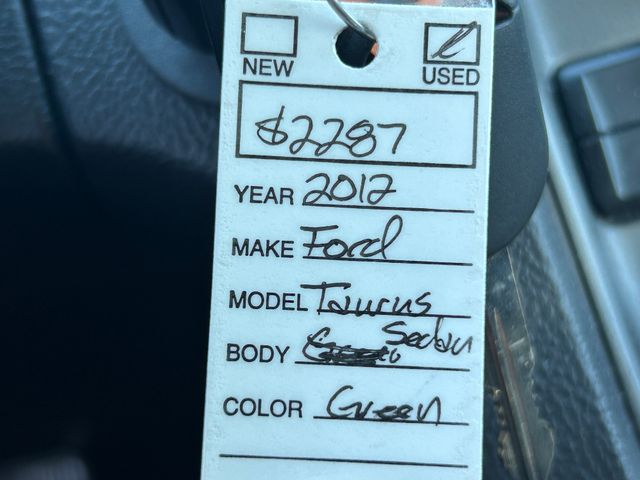 NEW USED
$2287
YEAR 2012
MAKE Ford
MODEL Taurus
BODY Sedan
COLOR Green